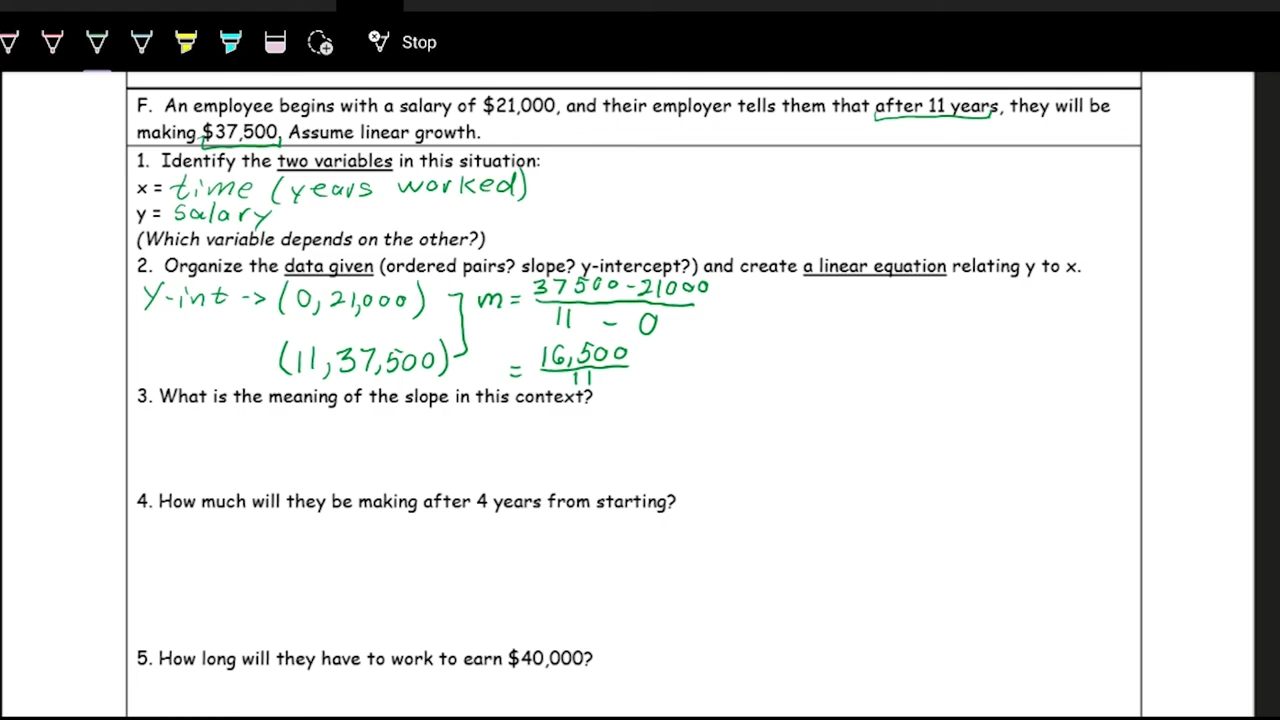 Stop
F. An employee begins with a salary of $21,000, and their employer tells them that after 11 years, they will be
making $37,500. Assume linear growth.
1. Identify the two variables in this situation:
x = time (years worked)
y = salary
(Which variable depends on the other?)
2. Organize the data given (ordered pairs? slope? y-intercept?) and create a linear equation relating y to x.
Y-int -> (0, 21,000) m = 37500 - 21000
11 - 0
(11, 37,500) = 16,500
11
3. What is the meaning of the slope in this context?
4. How much will they be making after 4 years from starting?
5. How long will they have to work to earn $40,000?